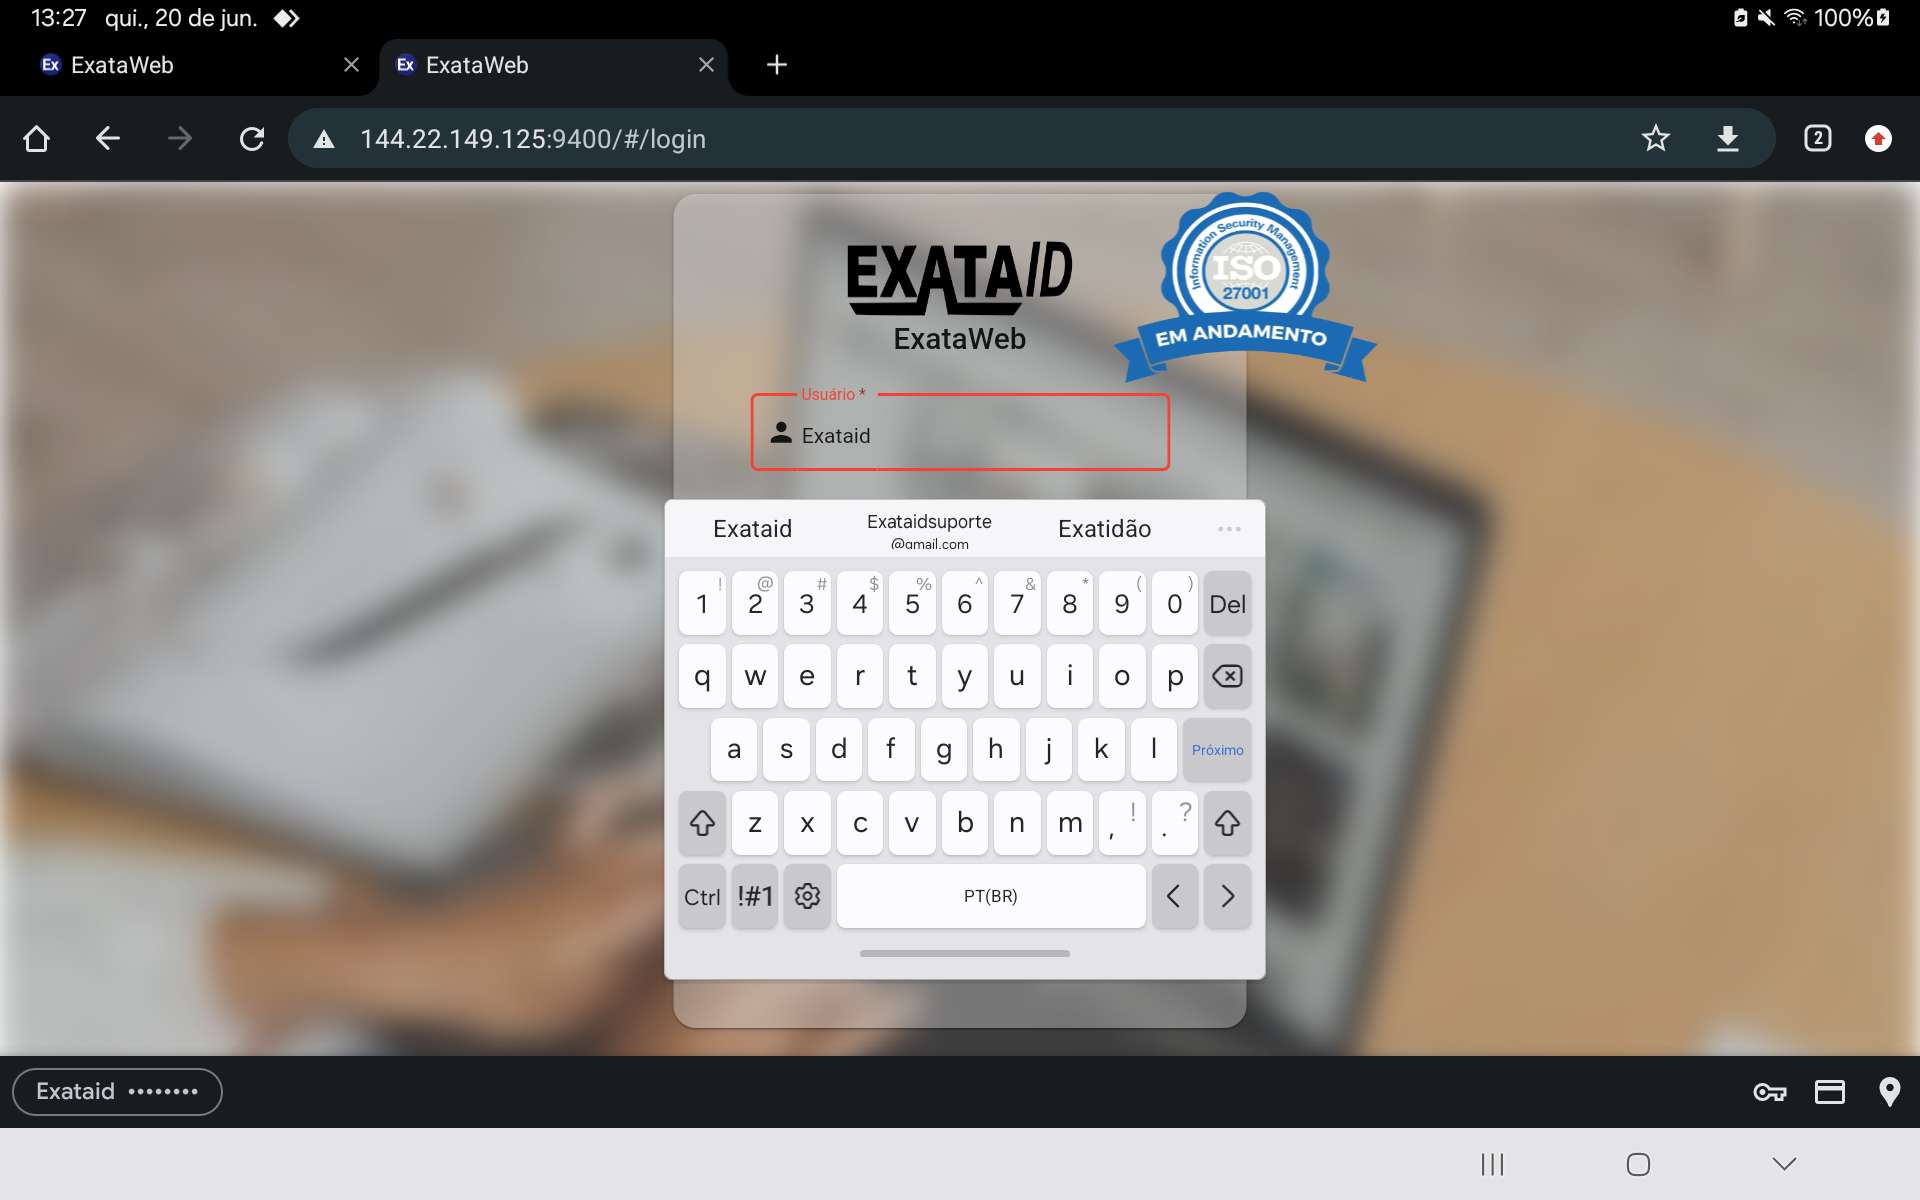 13:27 qui., 20 de jun. 100%
Ex ExataWeb
Ex ExataWeb
144.22.149.125:9400/#/login 2
EXATAID
ExataWeb
Information Security Management
ISO
27001
EM ANDAMENTO
Usuário *
Exataid
Exataid Exataidsuporte @gmail.com Exatidão ...
! @ # $ % ^ & * ( )
1 2 3 4 5 6 7 8 9 0 Del
q w e r t y u i o p
a s d f g h j k l Próximo
z x c v b n m , ! . ?
Ctrl !#1 PT(BR) < >
Exataid ••••••••